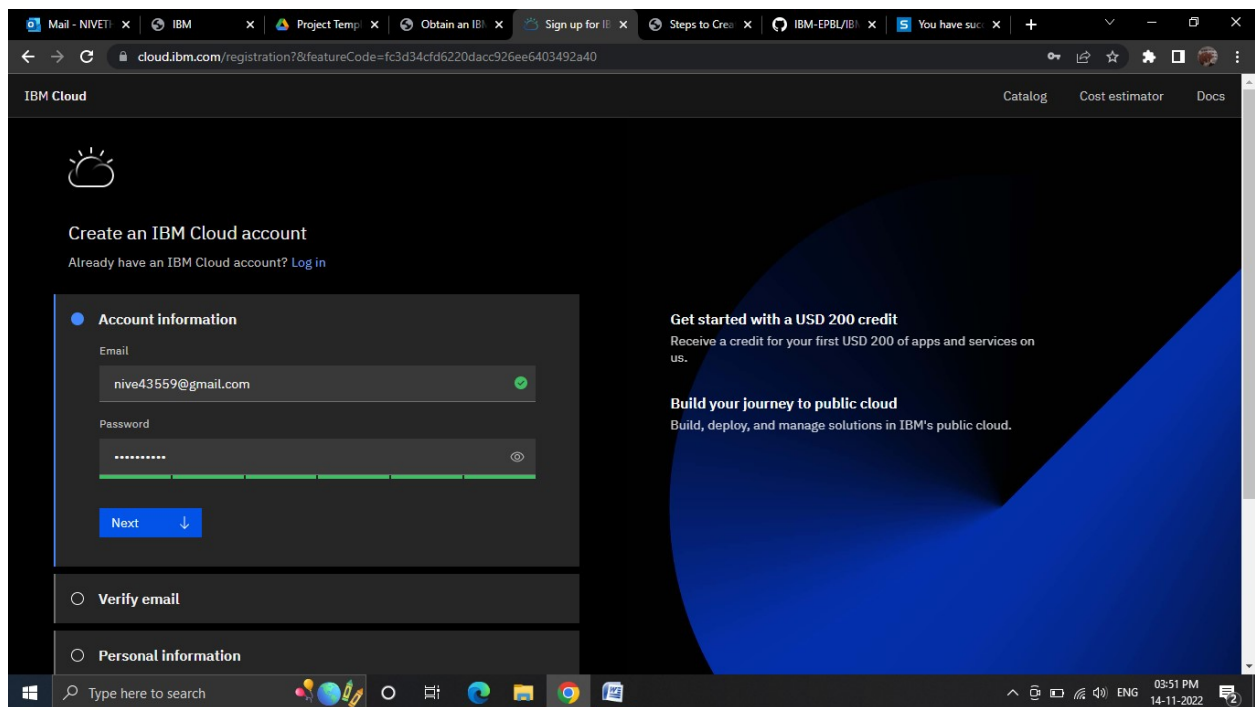 Mail - NIVETH
IBM
Project Templ
Obtain an IBM
Sign up for IB
Steps to Crea
IBM-EPBL/IBM
You have succ
cloud.ibm.com/registration?&featureCode=fc3d34cfd6220dacc926ee6403492a40
IBM Cloud
Catalog
Cost estimator
Docs
Create an IBM Cloud account
Already have an IBM Cloud account? Log in
Account information
Email
nive43559@gmail.com
Password
Next
Verify email
Personal information
Get started with a USD 200 credit
Receive a credit for your first USD 200 of apps and services on
us.
Build your journey to public cloud
Build, deploy, and manage solutions in IBM's public cloud.
Type here to search
ENG
03:51 PM
14-11-2022
2